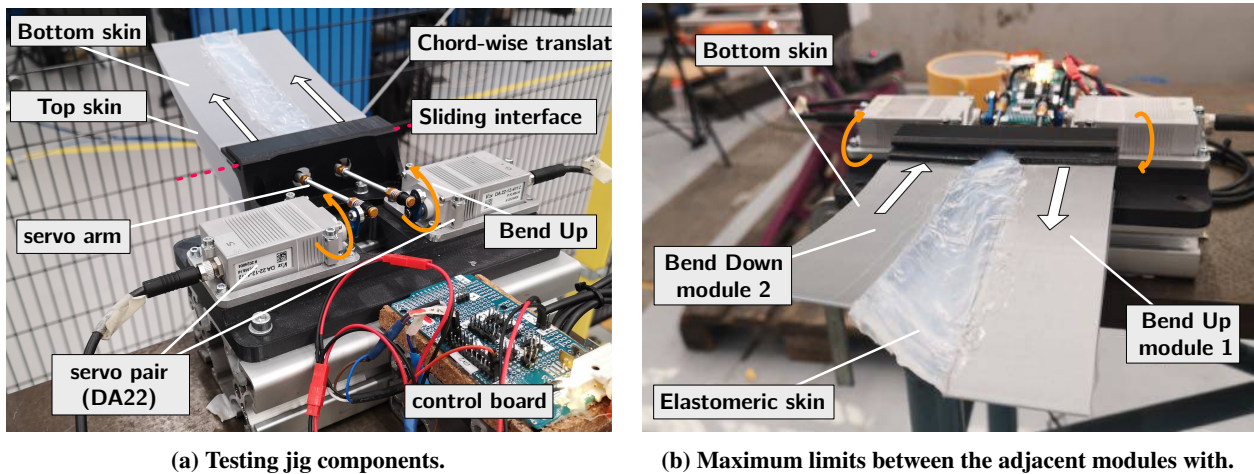 Bottom skin
Chord-wise translat
Top skin
Sliding interface
servo arm
Bend Up
servo pair
(DA22)
control board
(a) Testing jig components.
Bottom skin
Bend Down
module 2
Bend Up
module 1
Elastomeric skin
(b) Maximum limits between the adjacent modules with.